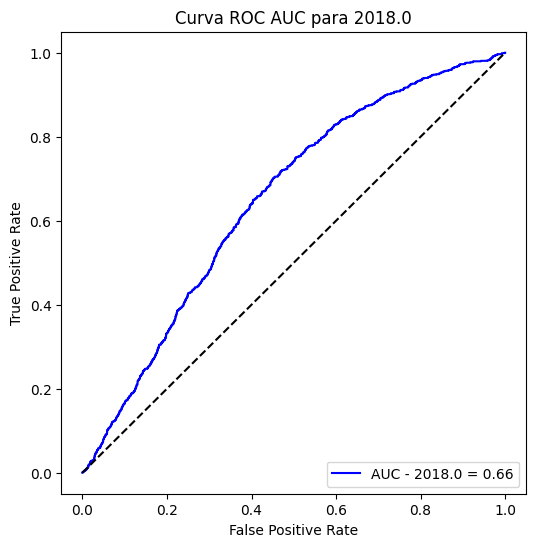 Curva ROC AUC para 2018.0
True Positive Rate
1.0
0.8
0.6
0.4
0.2
0.0
0.0 0.2 0.4 0.6 0.8 1.0
False Positive Rate
AUC - 2018.0 = 0.66